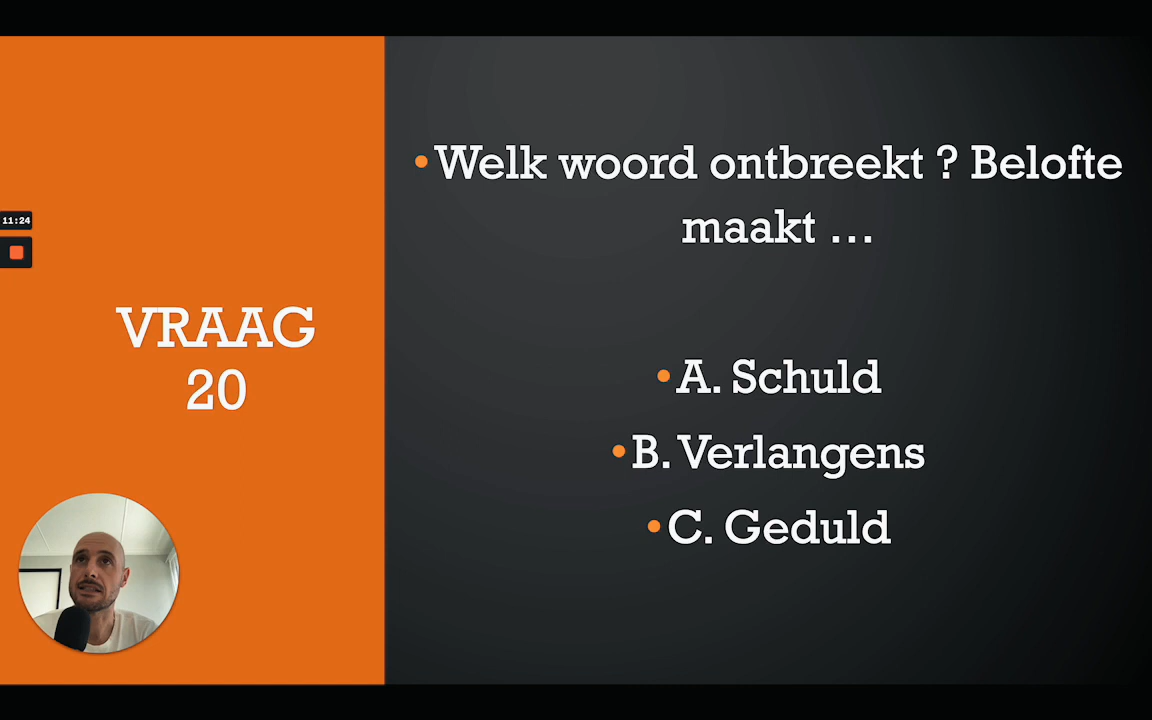 11:24
VRAAG
20
•Welk woord ontbreekt ? Belofte
maakt …
•A. Schuld
•B. Verlangens
•C. Geduld